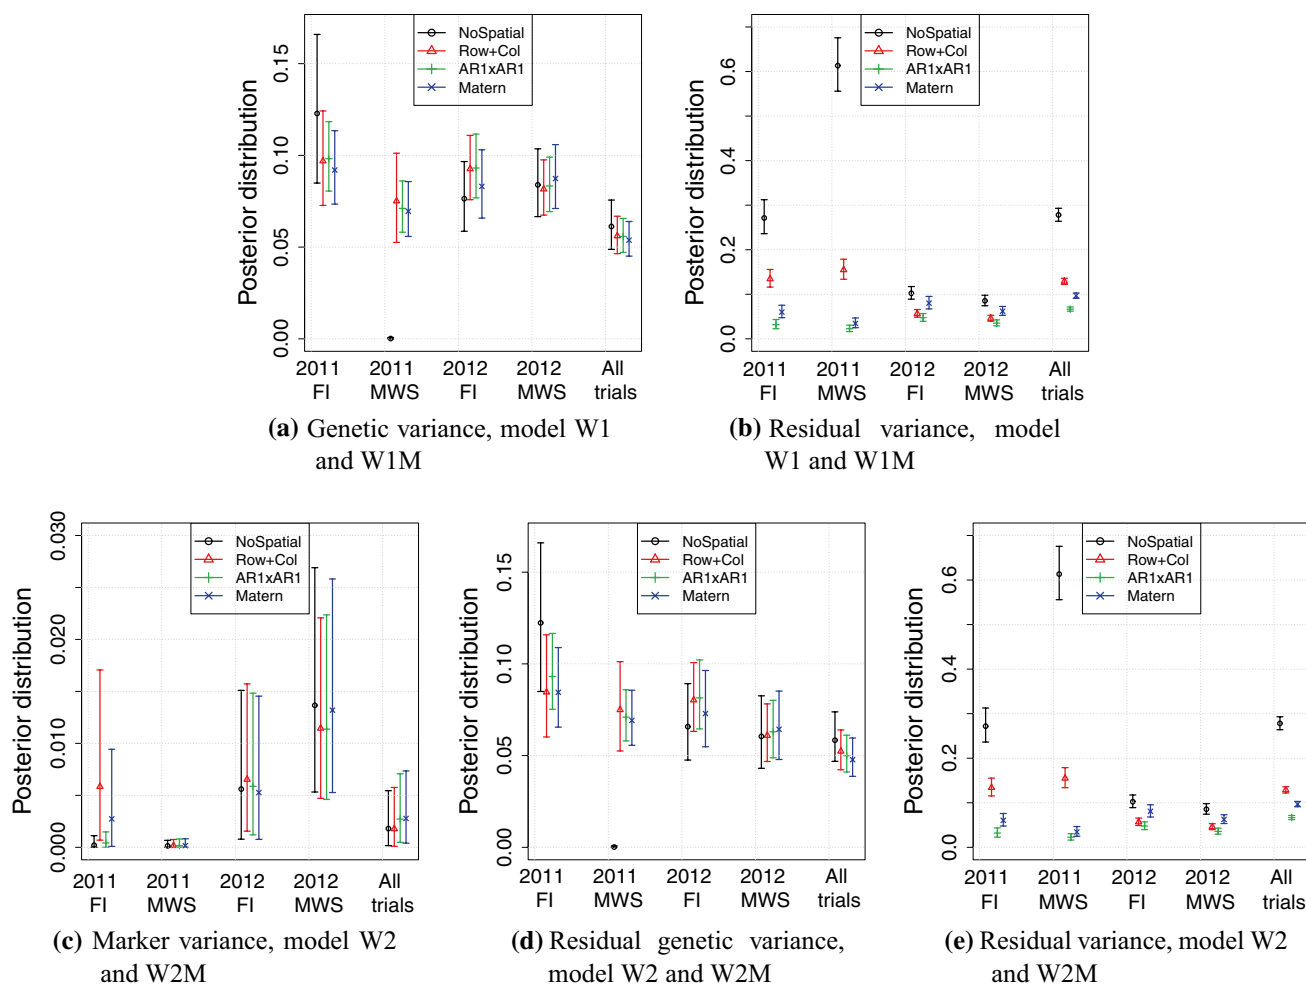 Posterior distribution
0.00 0.05 0.10 0.15
NoSpatial
Row+Col
AR1xAR1
Matern
2011 2011 2012 2012 All
FI MWS FI MWS trials
(a) Genetic variance, model W1
and W1M
Posterior distribution
0.0 0.2 0.4 0.6
NoSpatial
Row+Col
AR1xAR1
Matern
2011 2011 2012 2012 All
FI MWS FI MWS trials
(b) Residual variance, model
W1 and W1M
Posterior distribution
0.000 0.010 0.020 0.030
NoSpatial
Row+Col
AR1xAR1
Matern
2011 2011 2012 2012 All
FI MWS FI MWS trials
(c) Marker variance, model W2
and W2M
Posterior distribution
0.00 0.05 0.10 0.15
NoSpatial
Row+Col
AR1xAR1
Matern
2011 2011 2012 2012 All
FI MWS FI MWS trials
(d) Residual genetic variance,
model W2 and W2M
Posterior distribution
0.0 0.2 0.4 0.6
NoSpatial
Row+Col
AR1xAR1
Matern
2011 2011 2012 2012 All
FI MWS FI MWS trials
(e) Residual variance, model W2
and W2M